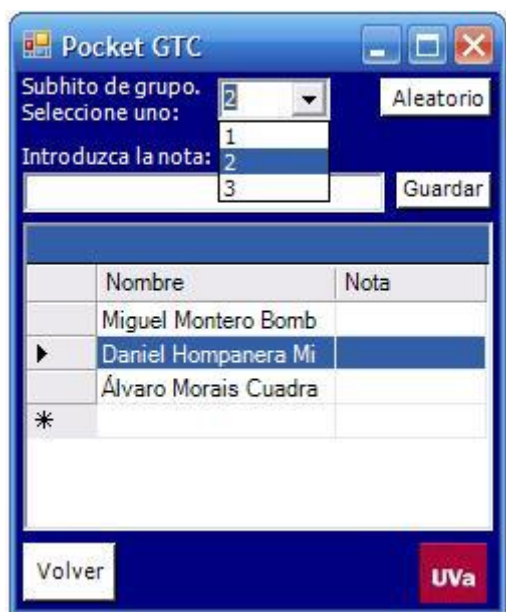 Pocket GTC
Subhito de grupo.
Seleccione uno:
2
Aleatorio
1
2
3
Introduzca la nota:
Guardar
Nombre Nota
Miguel Montero Bomb
Daniel Hompanera Mi
Álvaro Morais Cuadra
Volver
UVa